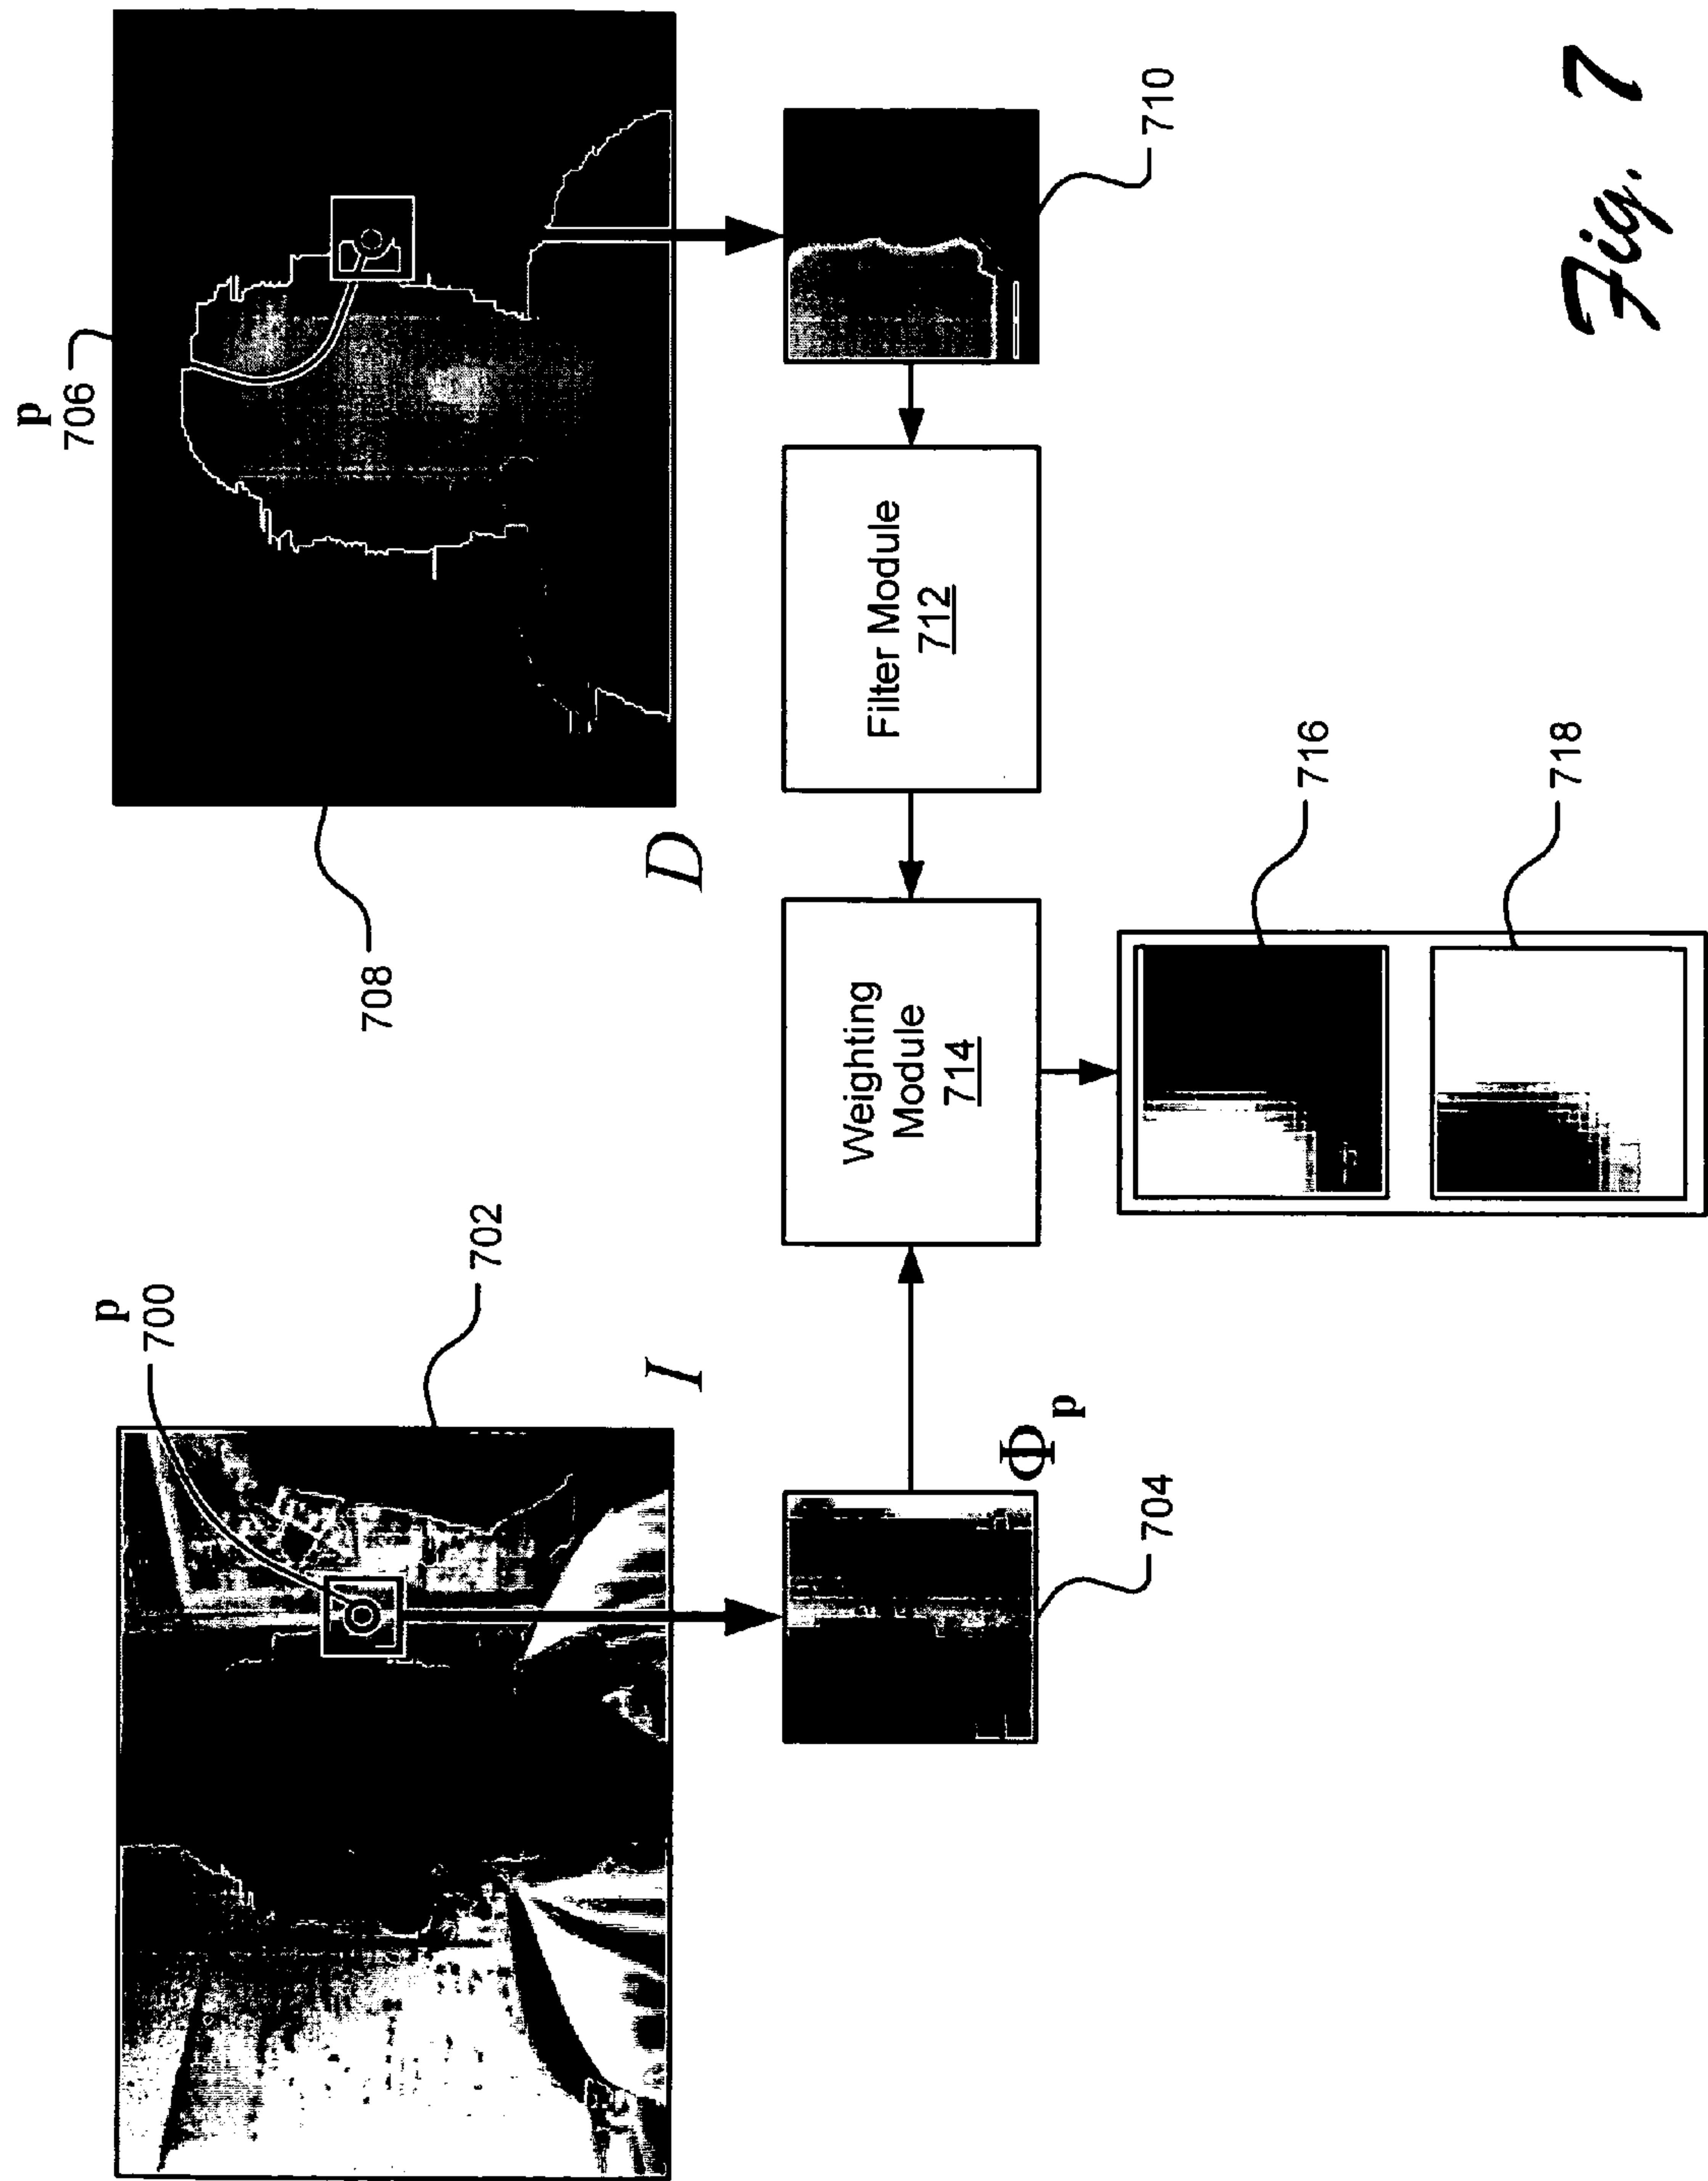 p
700
702
I
p
706
708
D
Φp
704
Weighting
Module
714
Filter Module
712
710
716
718
Fig. 7